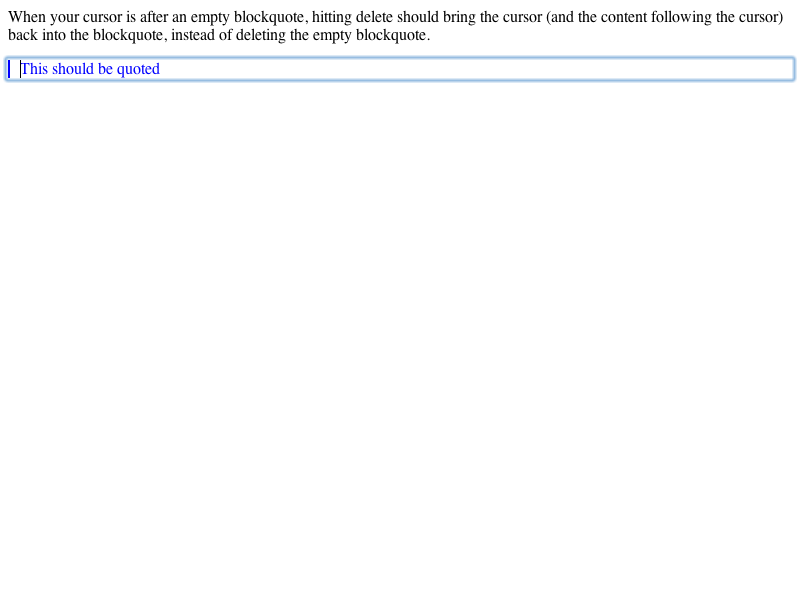 When your cursor is after an empty blockquote, hitting delete should bring the cursor (and the content following the cursor)
back into the blockquote, instead of deleting the empty blockquote.
This should be quoted